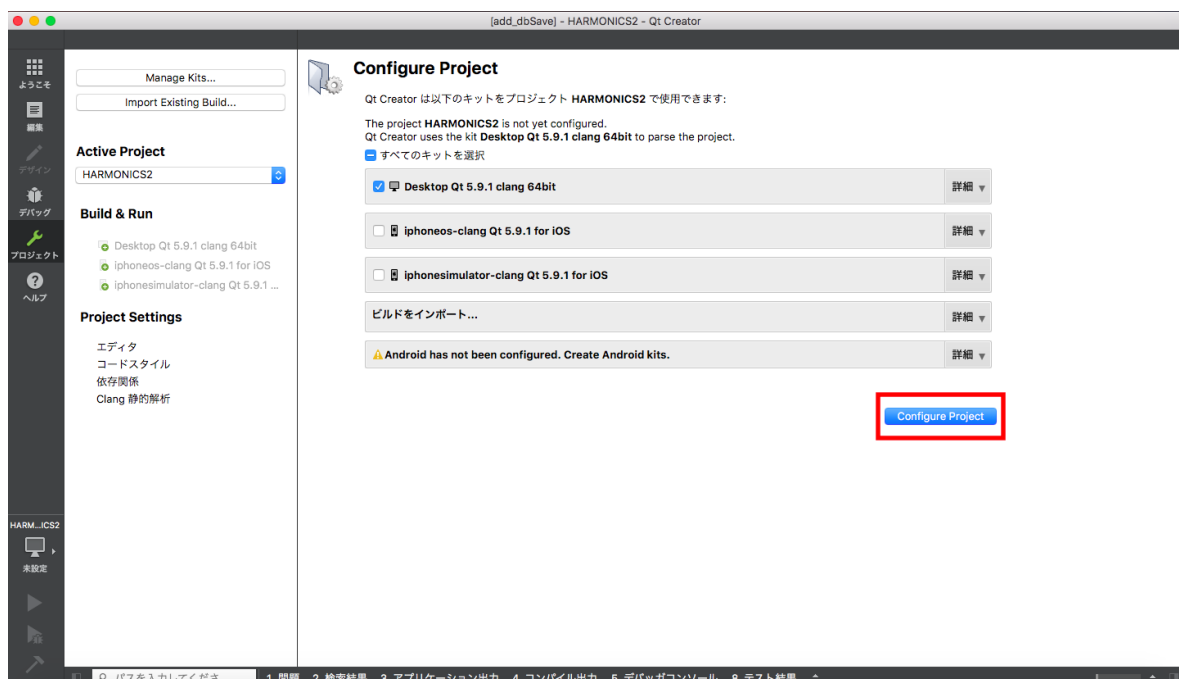 [add_dbSave] - HARMONICS2 - Qt Creator
ようこそ
編集
デザイン
デバッグ
プロジェクト
ヘルプ
HARM...ICS2
未設定
Manage Kits...
Import Existing Build...
Active Project
HARMONICS2
Build & Run
Desktop Qt 5.9.1 clang 64bit
iphoneos-clang Qt 5.9.1 for iOS
iphonesimulator-clang Qt 5.9.1 ...
Project Settings
エディタ
コードスタイル
依存関係
Clang 静的解析
Configure Project
Qt Creator は以下のキットをプロジェクト HARMONICS2 で使用できます:
The project HARMONICS2 is not yet configured.
Qt Creator uses the kit Desktop Qt 5.9.1 clang 64bit to parse the project.
すべてのキットを選択
Desktop Qt 5.9.1 clang 64bit 詳細
iphoneos-clang Qt 5.9.1 for iOS 詳細
iphonesimulator-clang Qt 5.9.1 for iOS 詳細
ビルドをインポート... 詳細
Android has not been configured. Create Android kits. 詳細
Configure Project
パスを入力してくださ 1 問題 2 検索結果 3 アプリケーション出力 4 コンパイル出力 5 デバッガコンソール 8 テスト結果